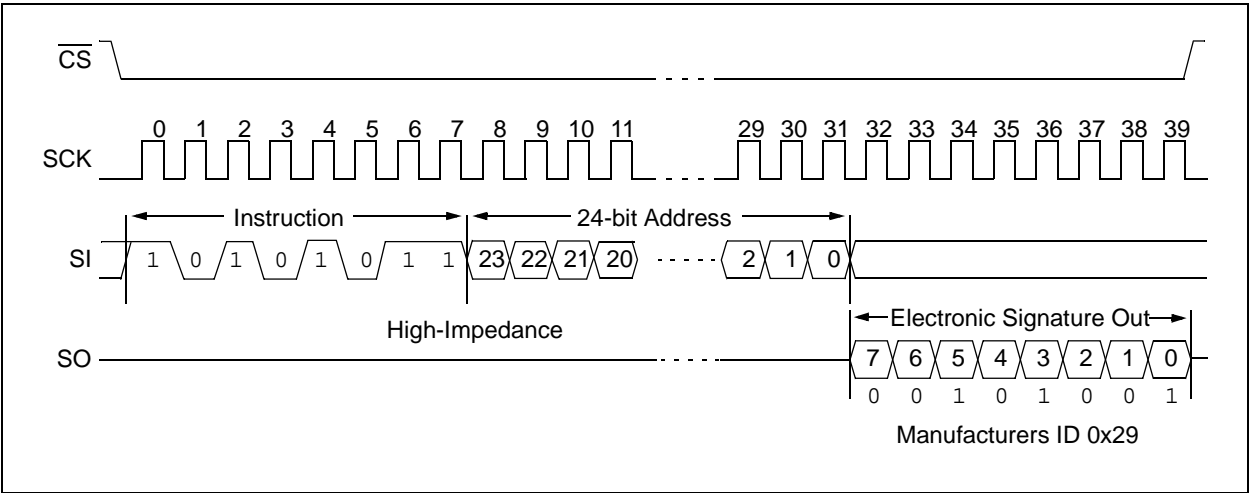 CS
0 1 2 3 4 5 6 7 8 9 10 11 29 30 31 32 33 34 35 36 37 38 39
SCK
Instruction 24-bit Address
SI 1 0 1 0 1 0 1 1 23 22 21 20 2 1 0
High-Impedance Electronic Signature Out
SO 7 6 5 4 3 2 1 0
0 0 1 0 1 0 0 1
Manufacturers ID 0x29